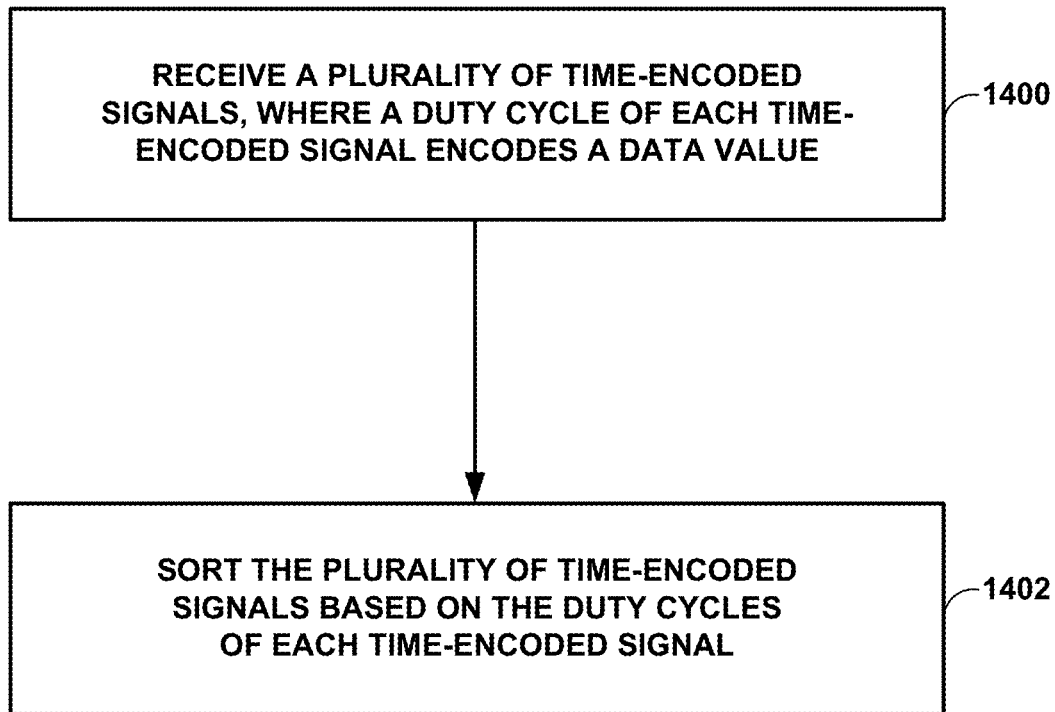 RECEIVE A PLURALITY OF TIME-ENCODED
SIGNALS, WHERE A DUTY CYCLE OF EACH TIME-
ENCODED SIGNAL ENCODES A DATA VALUE
1400
SORT THE PLURALITY OF TIME-ENCODED
SIGNALS BASED ON THE DUTY CYCLES
OF EACH TIME-ENCODED SIGNAL
1402